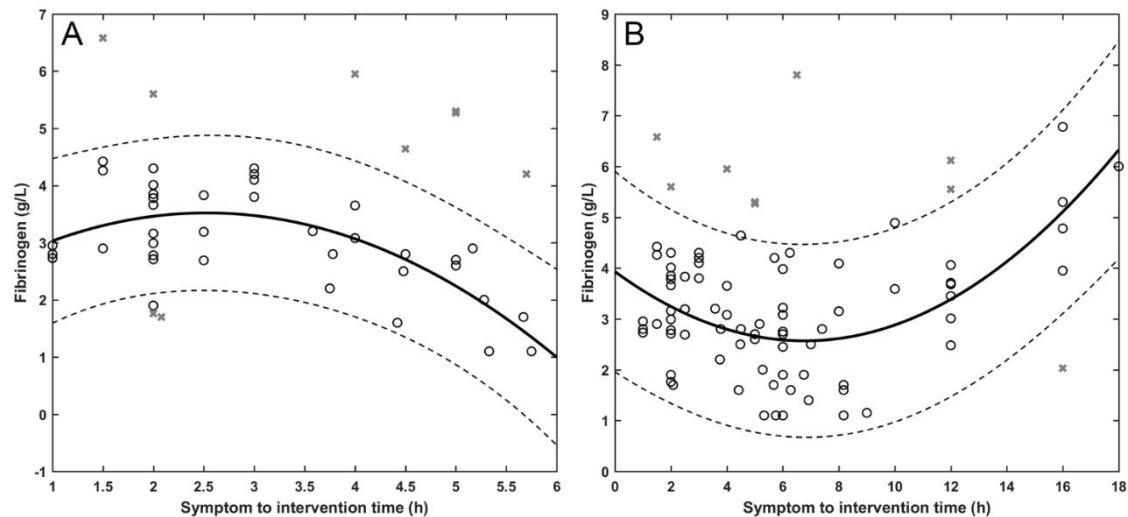 A
Fibrinogen (g/L)
7
6
5
4
3
2
1
0
-1
1 1.5 2 2.5 3 3.5 4 4.5 5 5.5 6
Symptom to intervention time (h)
B
Fibrinogen (g/L)
9
8
7
6
5
4
3
2
1
0
0 2 4 6 8 10 12 14 16 18
Symptom to intervention time (h)